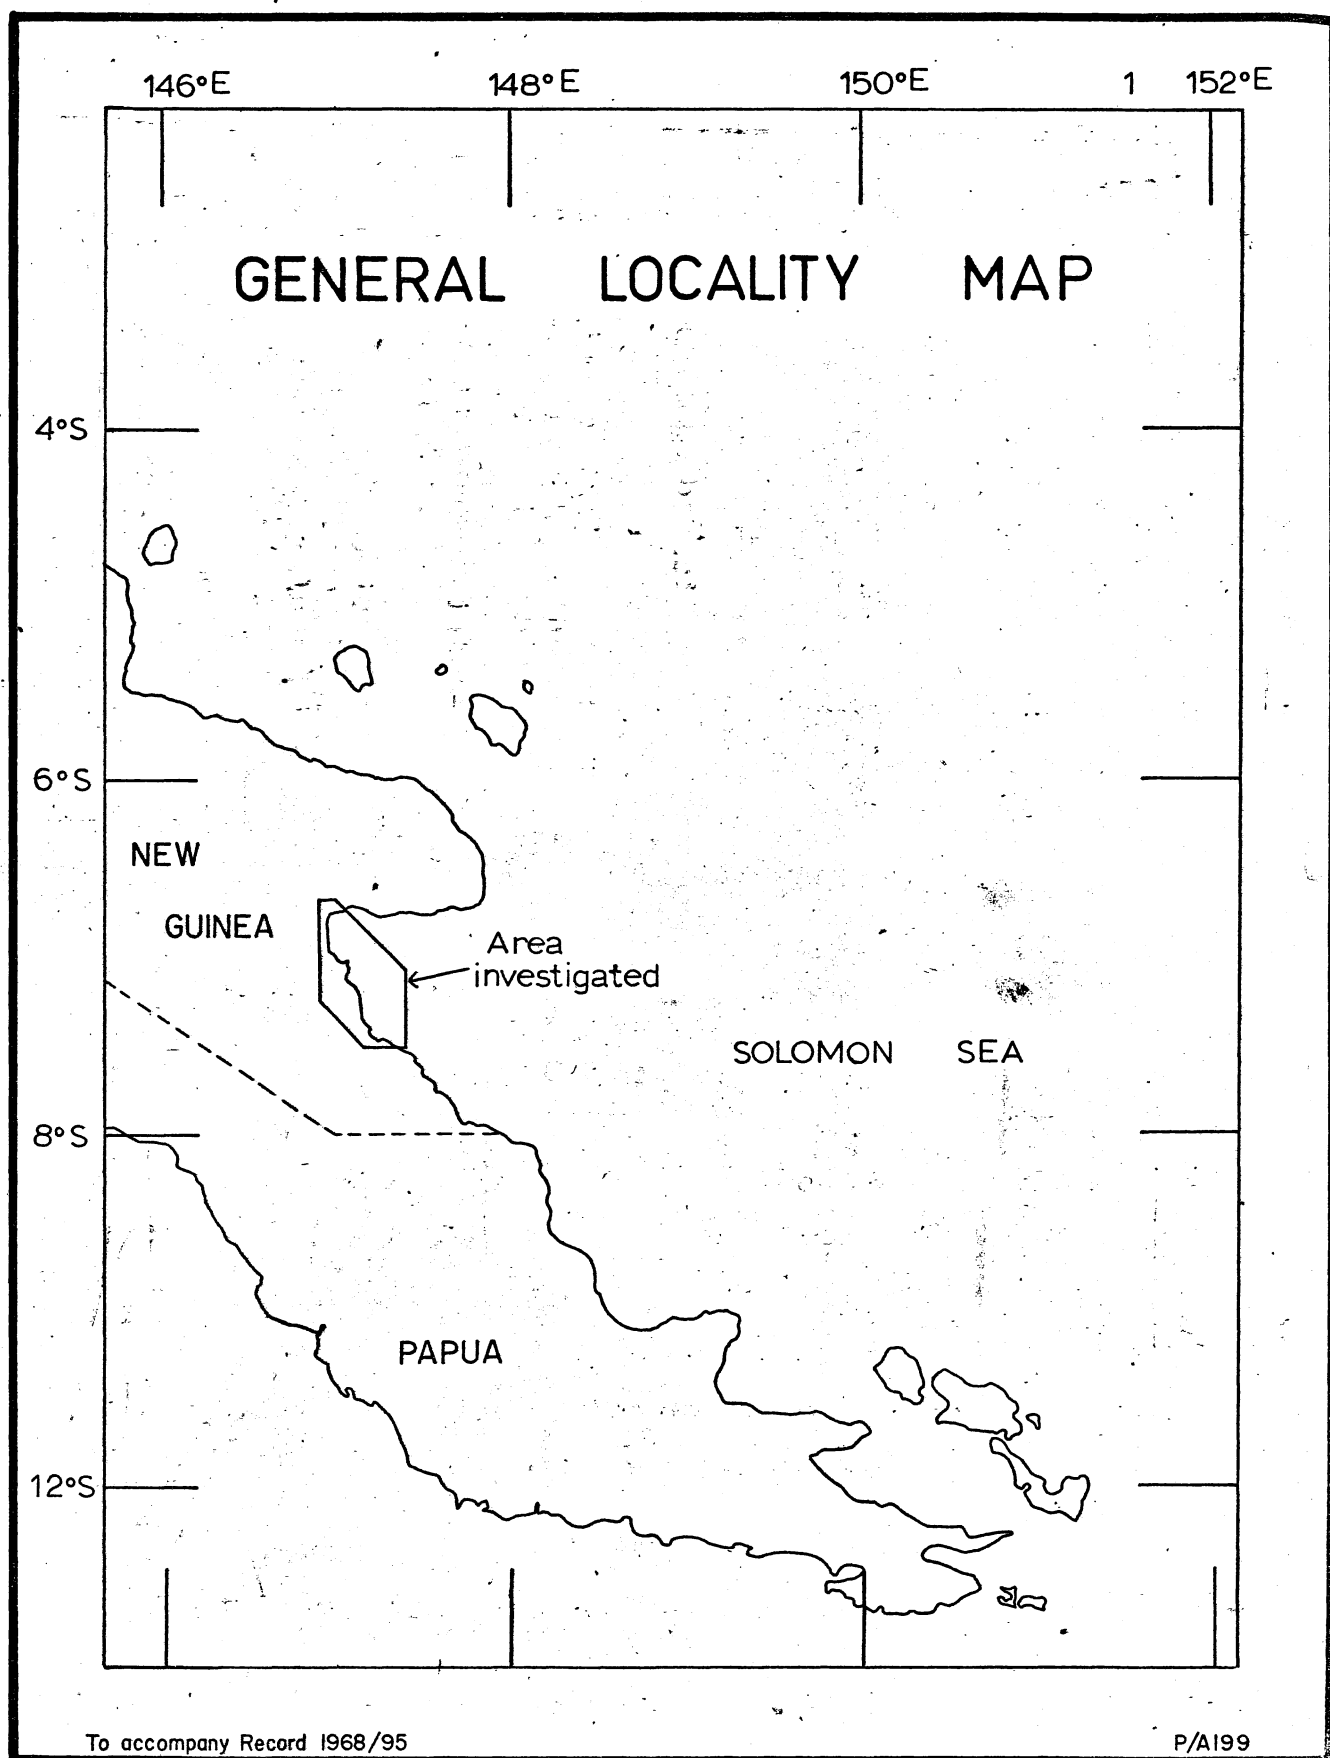 146°E 148°E 150°E 1 152°E
GENERAL LOCALITY MAP
4°S
6°S
NEW
GUINEA
Area
investigated
SOLOMON SEA
8°S
PAPUA
12°S
To accompany Record 1968/95 P/A199